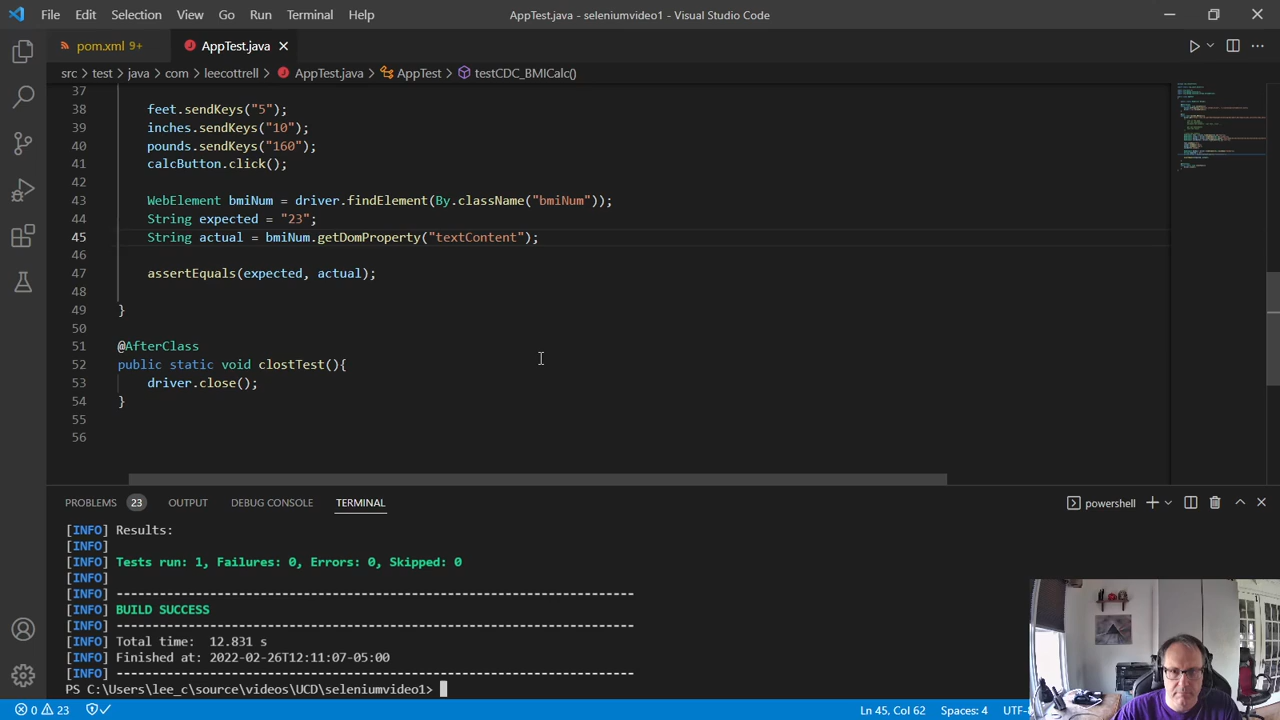 File Edit Selection View Go Run Terminal Help AppTest.java - seleniumvideo1 - Visual Studio Code
pom.xml 9+ AppTest.java
src > test > java > com > leecottrell > AppTest.java > AppTest > testCDC_BMICalc()
37
38 feet.sendKeys("5");
39 inches.sendKeys("10");
40 pounds.sendKeys("160");
41 calcButton.click();
42
43 WebElement bmiNum = driver.findElement(By.className("bmiNum"));
44 String expected = "23";
45 String actual = bmiNum.getDomProperty("textContent");
46
47 assertEquals(expected, actual);
48
49 }
50
51 @AfterClass
52 public static void clostTest(){
53 driver.close();
54 }
55
56
PROBLEMS 23 OUTPUT DEBUG CONSOLE TERMINAL powershell
[INFO] Results:
[INFO]
[INFO] Tests run: 1, Failures: 0, Errors: 0, Skipped: 0
[INFO]
[INFO] ------------------------------------------------------------------------
[INFO] BUILD SUCCESS
[INFO] ------------------------------------------------------------------------
[INFO] Total time: 12.831 s
[INFO] Finished at: 2022-02-26T12:11:07-05:00
[INFO] ------------------------------------------------------------------------
PS C:\Users\lee_c\source\videos\UCD\seleniumvideo1>
0 23 Ln 45, Col 62 Spaces: 4 UTF-